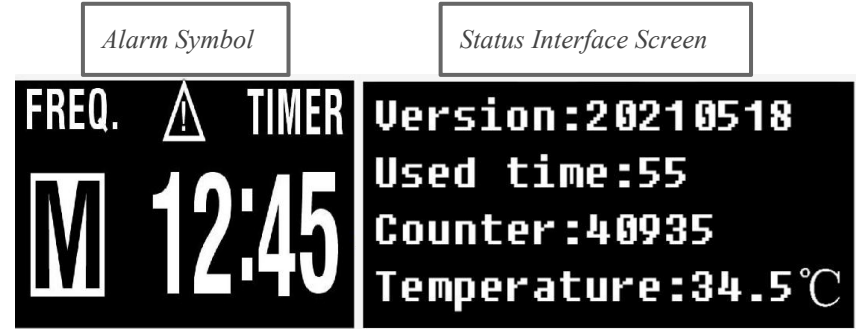 Alarm Symbol
Status Interface Screen
FREQ. ! TIMER
M 12:45
Version:20210518
Used time:55
Counter:40935
Temperature:34.5℃